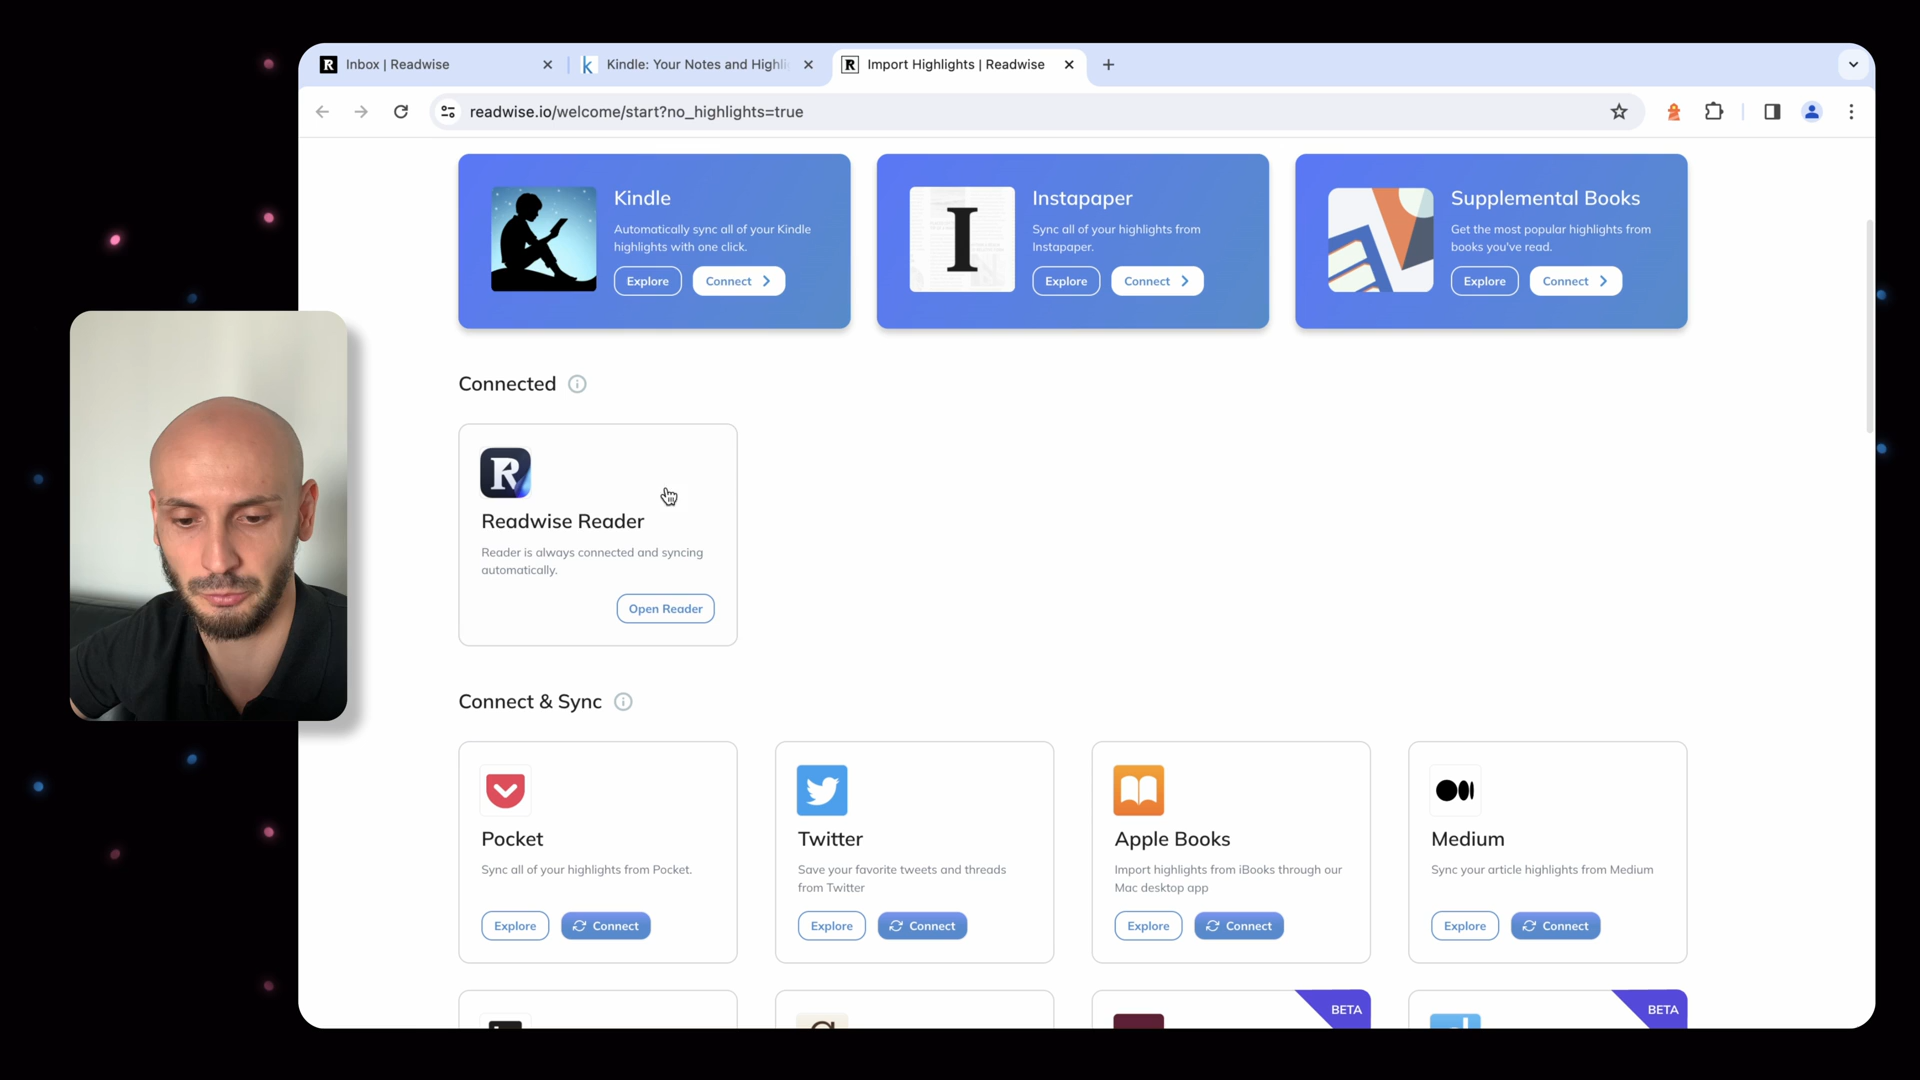 Inbox | Readwise
Kindle: Your Notes and Highli
Import Highlights | Readwise
readwise.io/welcome/start?no_highlights=true
Kindle
Automatically sync all of your Kindle
highlights with one click.
Explore
Connect
Instapaper
Sync all of your highlights from
Instapaper.
Explore
Connect
Supplemental Books
Get the most popular highlights from
books you've read.
Explore
Connect
Connected
Readwise Reader
Reader is always connected and syncing
automatically.
Open Reader
Connect & Sync
Pocket
Sync all of your highlights from Pocket.
Explore
Connect
Twitter
Save your favorite tweets and threads
from Twitter
Explore
Connect
Apple Books
Import highlights from iBooks through our
Mac desktop app
Explore
Connect
Medium
Sync your article highlights from Medium
Explore
Connect
BETA
BETA